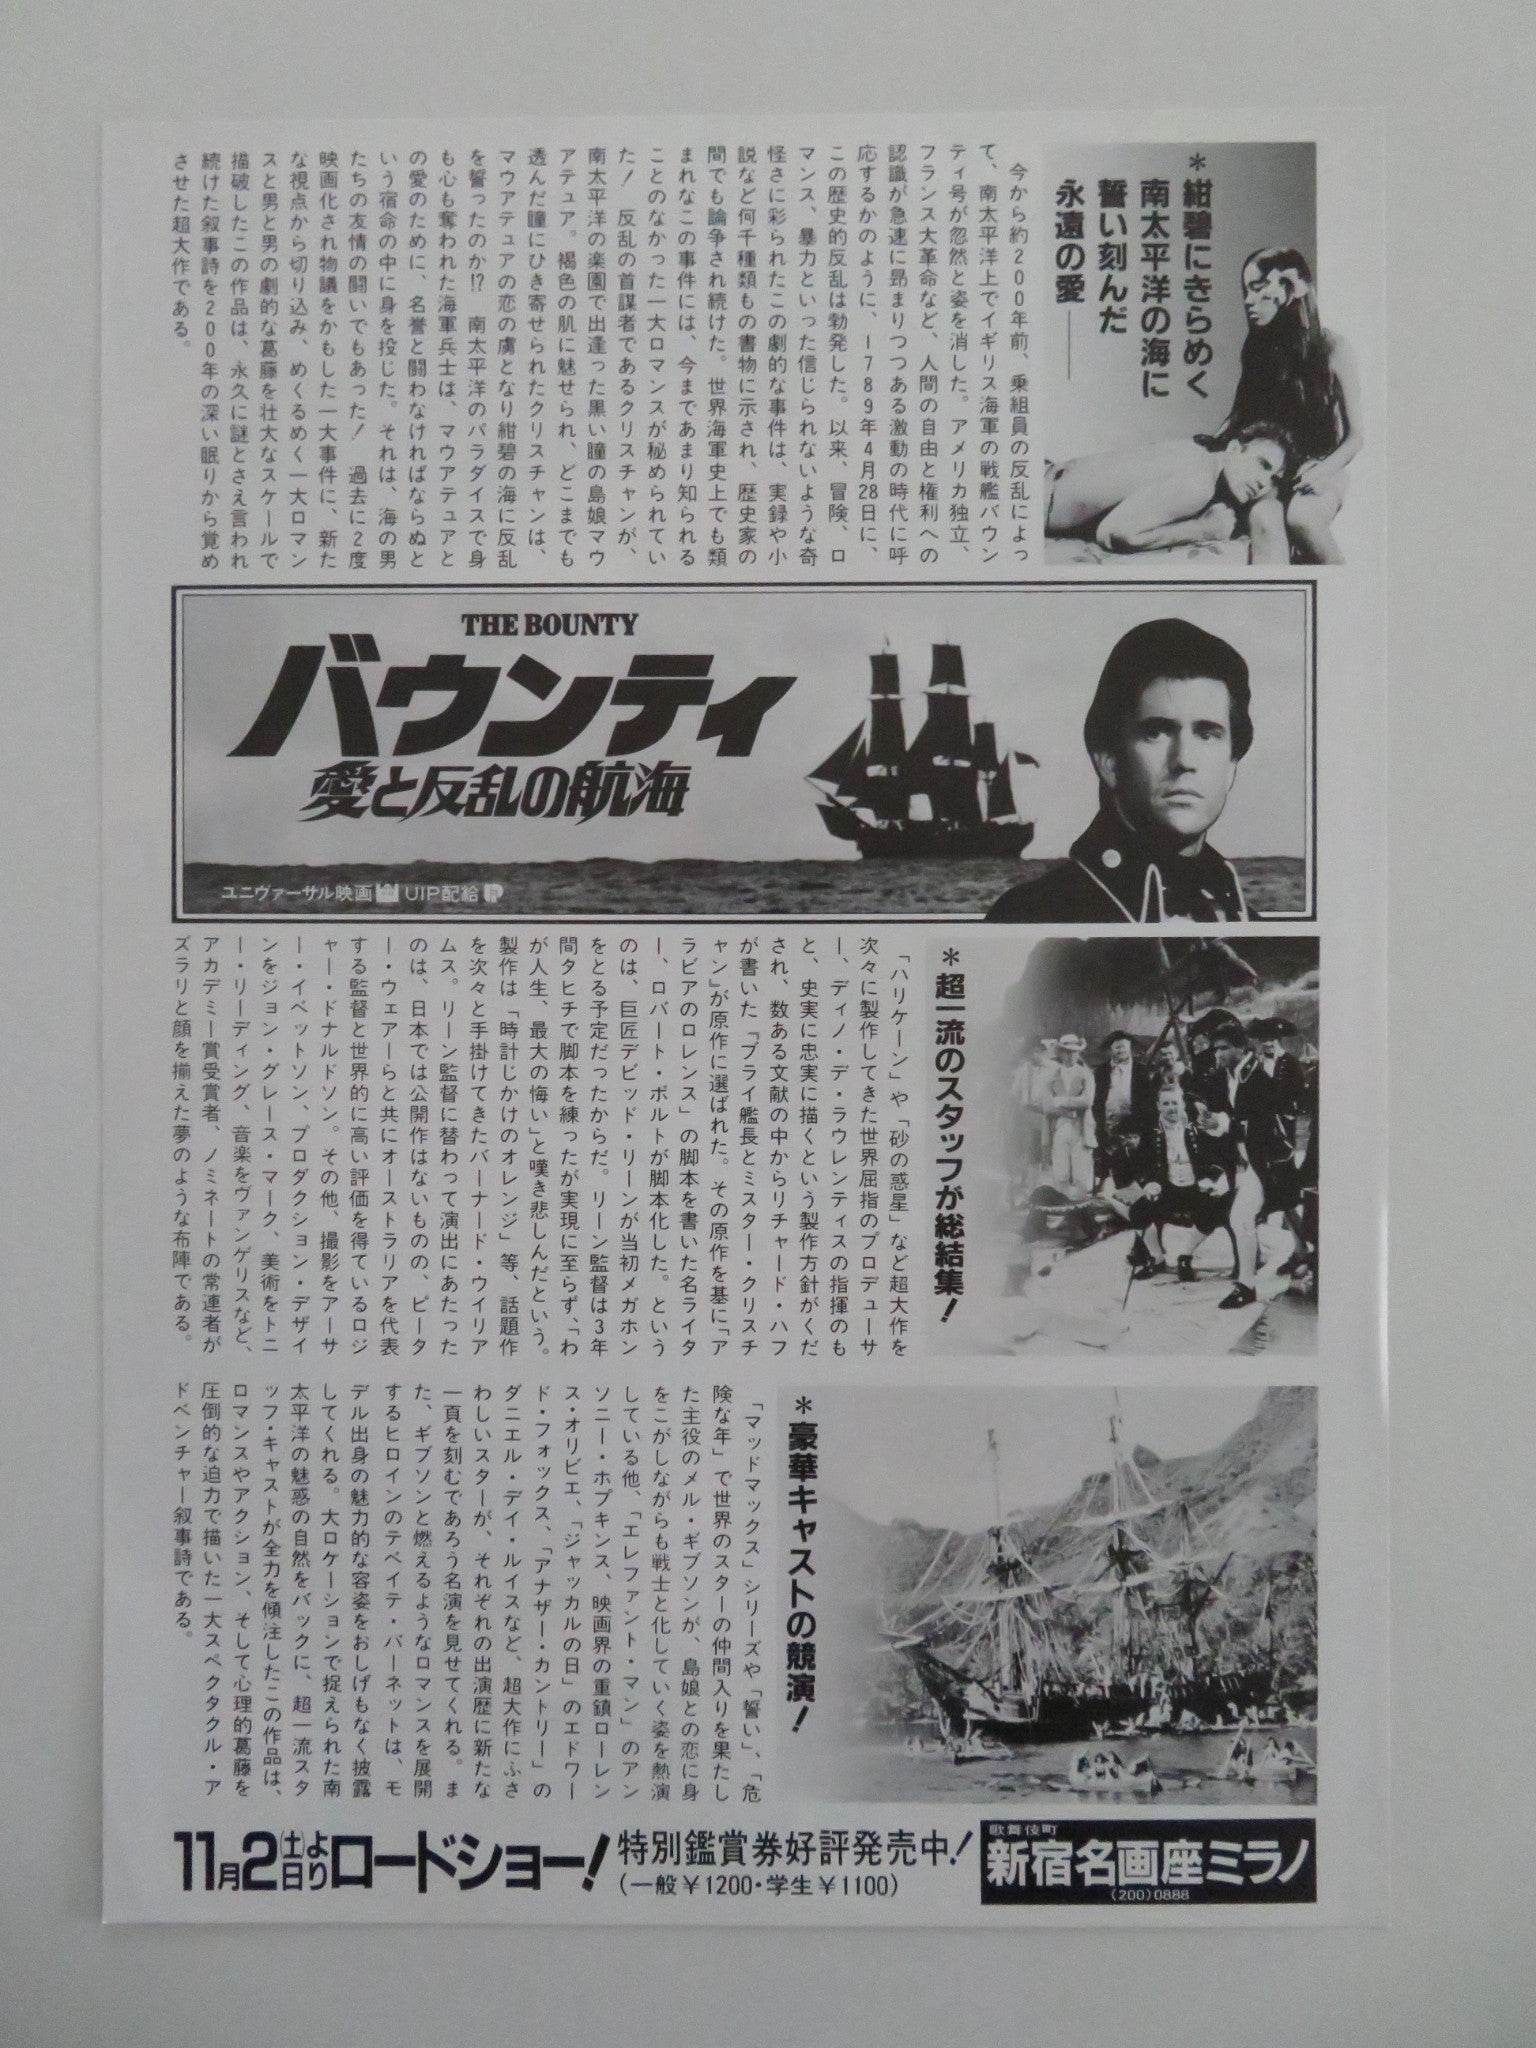 *紺碧にきらめく
南太平洋の海に
誓い刻んだ
永遠の愛――
今から約200年前、乗組員の反乱によっ
て、南太平洋上でイギリス海軍の戦艦バウン
ティ号が忽然と姿を消した。アメリカ独立、
フランス大革命など、人間の自由と権利への
認識が急速に昂まりつつある激動の時代に呼
応するかのように、1789年4月28日に、
この歴史的反乱は勃発した。以来、冒険、ロ
マンス、暴力といった信じられないような奇
怪さに彩られたこの劇的な事件は、実録や小
説など何千種類もの書物に示され、歴史家の
間でも論争され続けた。世界海軍史上でも類
まれなこの事件には、今まであまり知られる
ことのなかった一大ロマンスが秘められてい
た! 反乱の首謀者であるクリスチャンが、
南太平洋の楽園で出逢った黒い瞳の島娘マウ
アテュア。褐色の肌に魅せられ、どこまでも
透んだ瞳にひき寄せられたクリスチャンは、
マウアテュアの恋の虜となり紺碧の海に反乱
を誓ったのか!? 南太平洋のパラダイスで身
も心も奪われた海軍兵士は、マウアテュアと
の愛のために、名誉と闘わなければならぬと
いう宿命の中に身を投じた。それは、海の男
たちの友情の闘いでもあった! 過去に2度
映画化され物議をかもした一大事件に、新た
な視点から切り込み、めくるめく一大ロマン
スと男と男の劇的な葛藤を壮大なスケールで
描破したこの作品は、永久に謎とさえ言われ
続けた叙事詩を200年の深い眠りから覚め
させた超大作である。
THE BOUNTY
バウンティ
愛と反乱の航海
ユニヴァーサル映画 UIP配給
*超一流のスタッフが総結集!
「ハリケーン」や「砂の惑星」など超大作を
次々に製作してきた世界屈指のプロデューサ
ー、ディノ・デ・ラウレンティスの指揮のも
と、史実に忠実に描くという製作方針がくだ
され、数ある文献の中からリチャード・ハフ
が書いた『ブライ艦長とミスター・クリスチ
ャン』が原作に選ばれた。その原作を基に「ア
ラビアのロレンス」の脚本を書いた名ライタ
ー、ロバート・ボルトが脚本化した。という
のは、巨匠デビッド・リーンが当初メガホン
をとる予定だったからだ。リーン監督は3年
間タヒチで脚本を練ったが実現に至らず、「わ
が人生、最大の悔い」と嘆き悲しんだという。
製作は「時計じかけのオレンジ」等、話題作
を次々と手掛けてきたバーナード・ウイリア
ムス。リーン監督に替わって演出にあたった
のは、日本では公開作はないものの、ピータ
ー・ウェアーらと共にオーストラリアを代表
する監督と世界的に高い評価を得ているロジ
ャー・ドナルドソン。その他、撮影をアーサ
ー・イベットソン、プロダクション・デザイ
ンをジョン・グレース・マーク、美術をトニ
ー・リーディング、音楽をヴァンゲリスなど、
アカデミー賞受賞者、ノミネートの常連者が
ズラリと顔を揃えた夢のような布陣である。
*豪華キャストの競演!
「マッドマックス」シリーズや「誓い」、「危
険な年」で世界のスターの仲間入りを果たし
た主役のメル・ギブソンが、島娘との恋に身
をこがしながらも戦士と化していく姿を熱演
している他、「エレファント・マン」のアン
ソニー・ホプキンス、映画界の重鎮ローレン
ス・オリビエ、「ジャッカルの日」のエドワー
ド・フォックス、「アナザー・カントリー」の
ダニエル・デイ・ルイスなど、超大作にふさ
わしいスターが、それぞれの出演歴に新たな
一頁を刻むであろう名演を見せてくれる。ま
た、ギブソンと燃えるようなロマンスを展開
するヒロインのテベイテ・バーネットは、モ
デル出身の魅力的な容姿をおしげもなく披露
してくれる。大ロケーションで捉えられた南
太平洋の魅惑の自然をバックに、超一流スタ
ッフ・キャストが全力を傾注したこの作品は、
ロマンスやアクション、そして心理的葛藤を
圧倒的な迫力で描いた一大スペクタクル・ア
ドベンチャー叙事詩である。
11月2日(土)よりロードショー!
特別鑑賞券好評発売中!
(一般¥1200・学生¥1100)
歌舞伎町
新宿名画座ミラノ
(200)0888